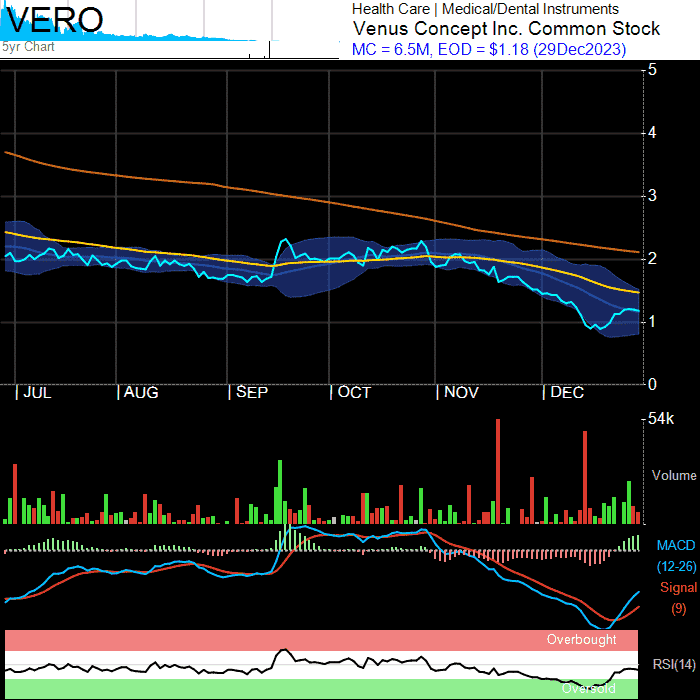 VERO
5yr Chart
Health Care | Medical/Dental Instruments
Venus Concept Inc. Common Stock
MC = 6.5M, EOD = $1.18 (29Dec2023)
5
4
3
2
1
0
JUL AUG SEP OCT NOV DEC
54k
Volume
MACD
(12-26)
Signal
(9)
Overbought
RSI(14)
Oversold